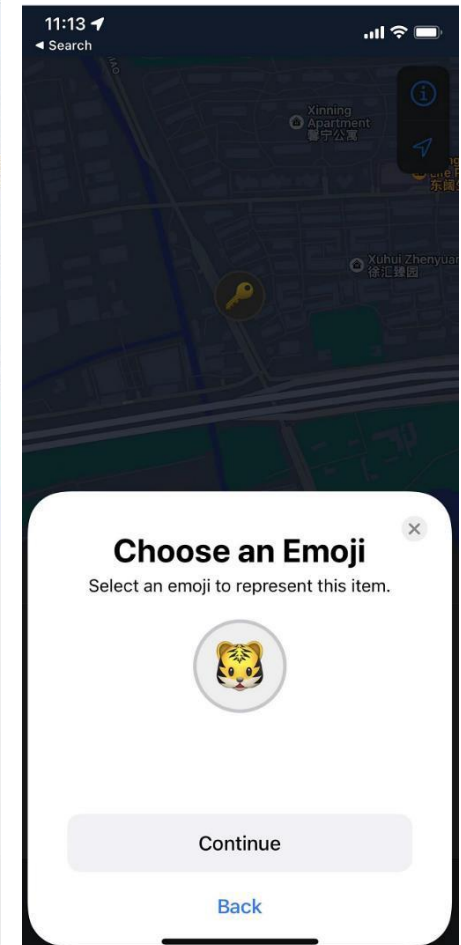 11:13
◀ Search
Xinning
Apartment
馨宁公寓
Xuhui Zhenyuan
徐汇臻园
Choose an Emoji
Select an emoji to represent this item.
Continue
Back